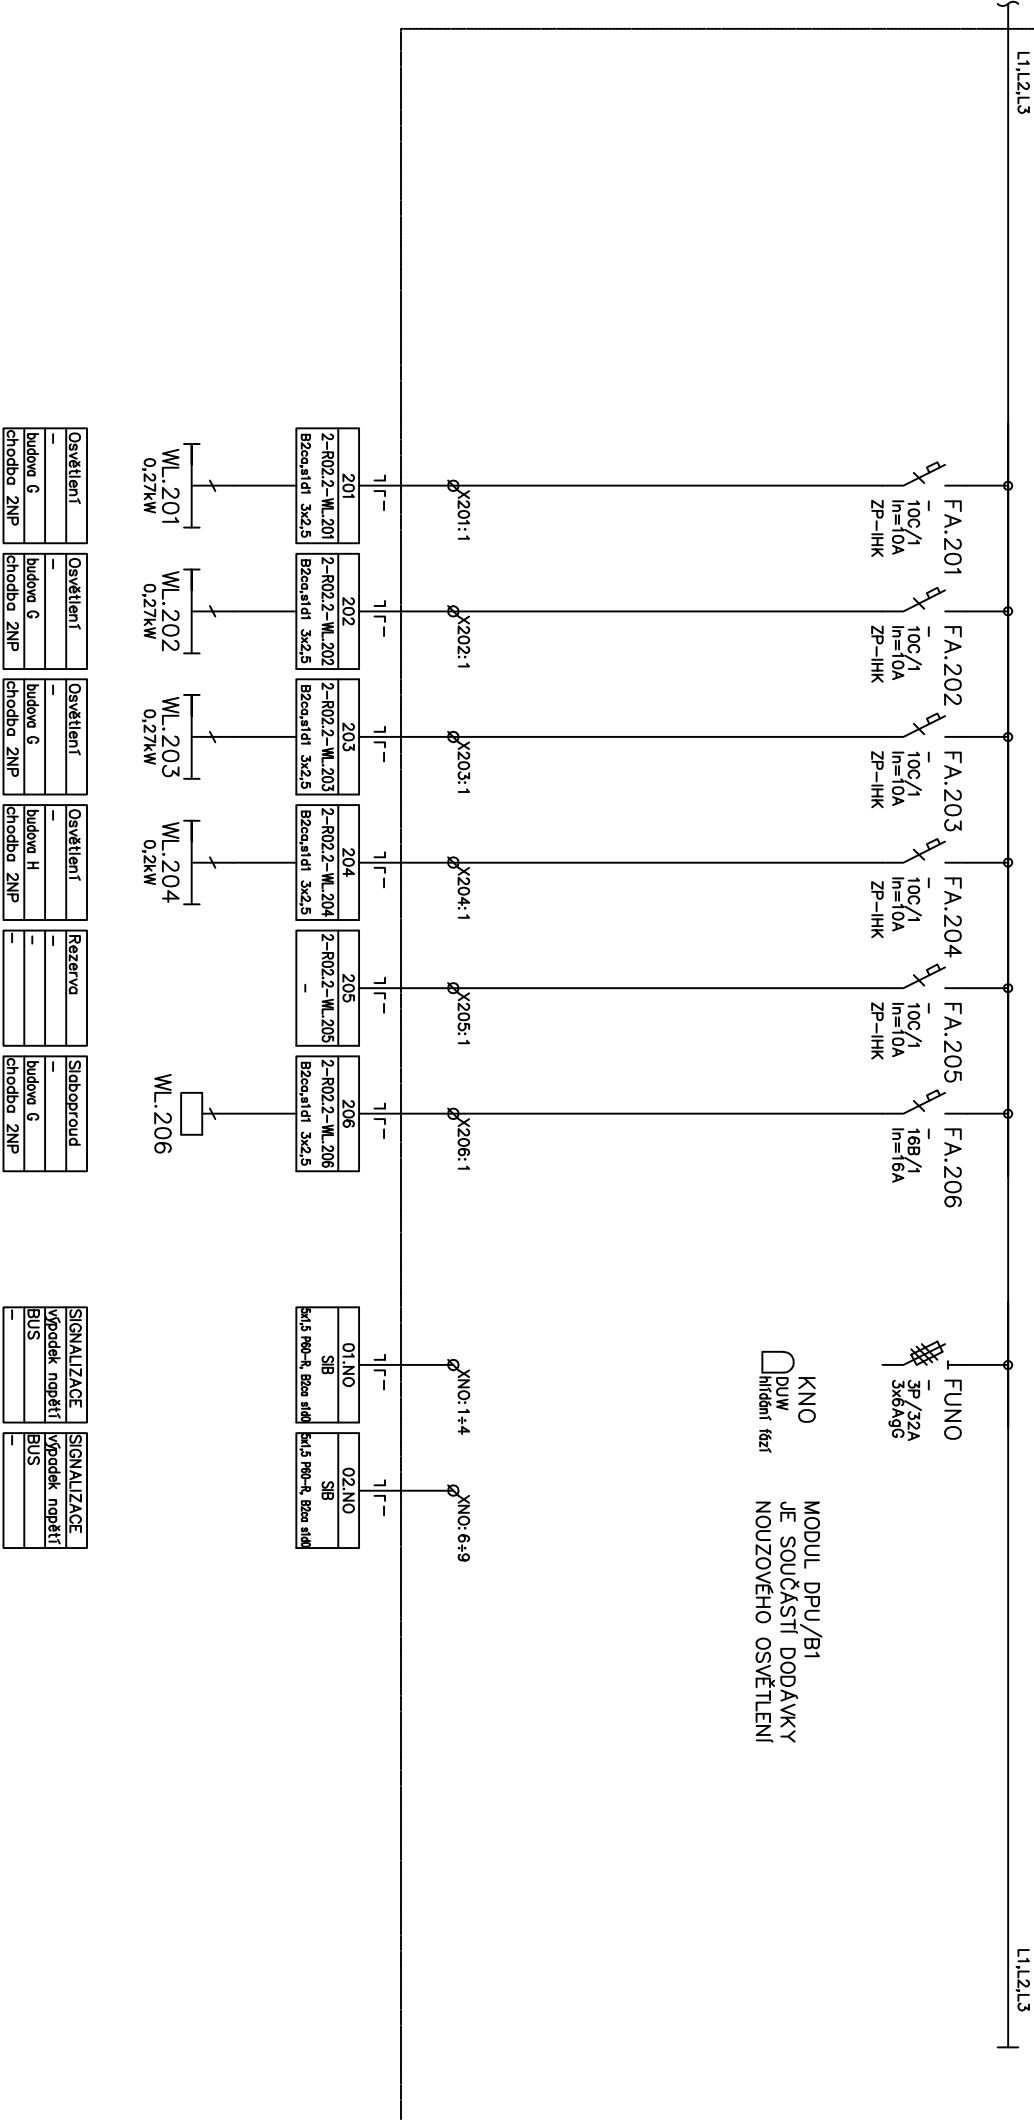 L1,L2,L3
L1,L2,L3
FA.201
–
10C/1
In=10A
ZP–IHK
FA.202
–
10C/1
In=10A
ZP–IHK
FA.203
–
10C/1
In=10A
ZP–IHK
FA.204
–
10C/1
In=10A
ZP–IHK
FA.205
–
10C/1
In=10A
ZP–IHK
FA.206
–
16B/1
In=16A
FUNO
–
3P/32A
3x6AgG
KNO
DUW
hlídání fází
MODUL DPU/B1
JE SOUČÁSTÍ DODÁVKY
NOUZOVÉHO OSVĚTLENÍ
X201:1
X202:1
X203:1
X204:1
X205:1
X206:1
XNO:1÷4
XNO:6÷9
201
2–R02.2–WL.201
B2ca,s1d1 3x2,5
202
2–R02.2–WL.202
B2ca,s1d1 3x2,5
203
2–R02.2–WL.203
B2ca,s1d1 3x2,5
204
2–R02.2–WL.204
B2ca,s1d1 3x2,5
205
2–R02.2–WL.205
–
206
2–R02.2–WL.206
B2ca,s1d1 3x2,5
01.NO
SIB
5x1,5 P60–R, B2ca s1d0
02.NO
SIB
5x1,5 P60–R, B2ca s1d0
WL.201
0,27kW
WL.202
0,27kW
WL.203
0,27kW
WL.204
0,2kW
WL.206
Osvětlení
–
budova G
chodba 2NP
Osvětlení
–
budova G
chodba 2NP
Osvětlení
–
budova G
chodba 2NP
Osvětlení
–
budova H
chodba 2NP
Rezerva
–
–
–
Slaboproud
–
budova G
chodba 2NP
SIGNALIZACE
výpadek napětí
BUS
–
SIGNALIZACE
výpadek napětí
BUS
–